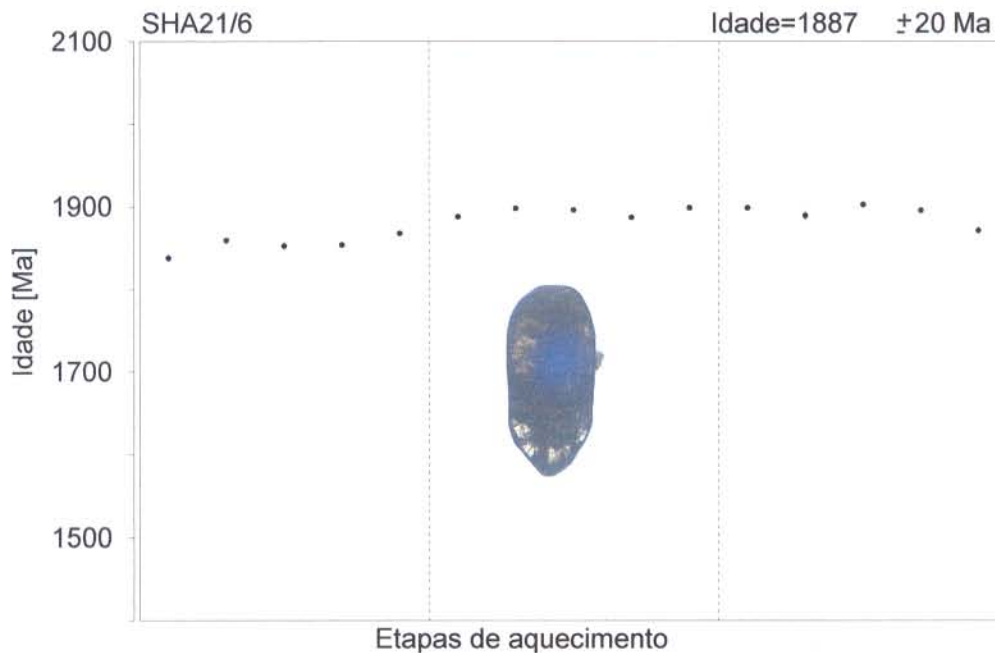 SHA21/6 Idade=1887 ±20 Ma
2100
1900
1700
1500
Idade [Ma]
Etapas de aquecimento